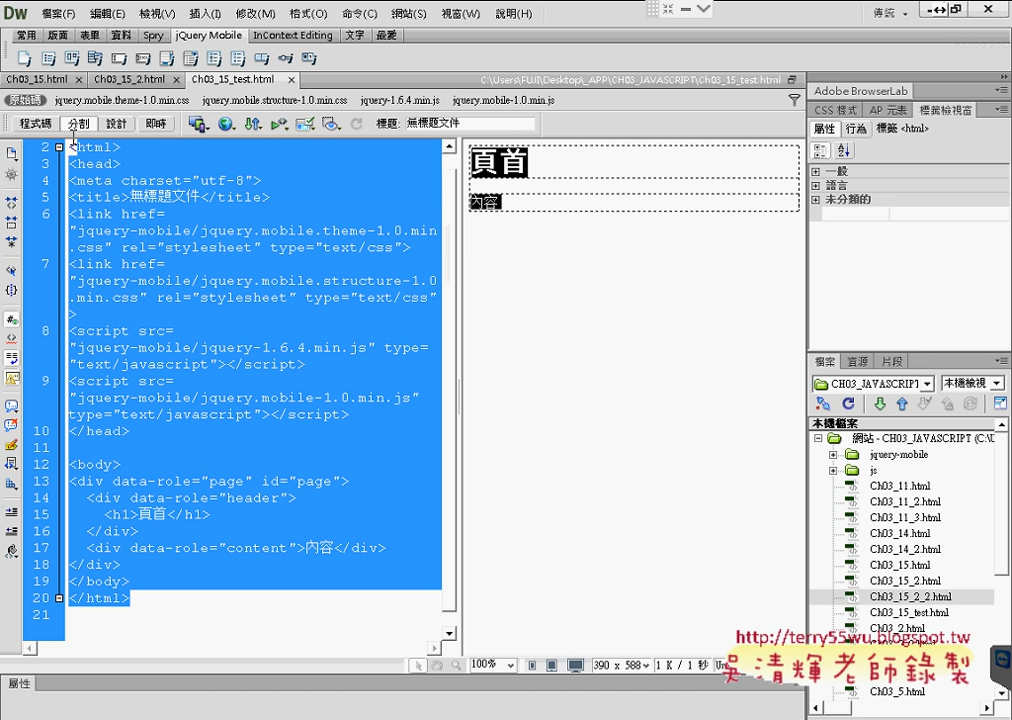 Dw 檔案(F) 編輯(E) 檢視(V) 插入(I) 修改(M) 格式(O) 命令(C) 網站(S) 視窗(W) 說明(H) 傳統
常用 版面 表單 資料 Spry jQuery Mobile InContext Editing 文字 最愛
Ch03_15.html × Ch03_15_2.html × Ch03_15_test.html × C:\Users\FUJI\Desktop\_APP\CH03_JAVASCRIPT\Ch03_15_test.html
原始碼 jquery.mobile.theme-1.0.min.css jquery.mobile.structure-1.0.min.css jquery-1.6.4.min.js jquery.mobile-1.0.min.js
程式碼 分割 設計 即時 標題: 無標題文件
2 <html>
3 <head>
4 <meta charset="utf-8">
5 <title>無標題文件</title>
6 <link href=
"jquery-mobile/jquery.mobile.theme-1.0.min
.css" rel="stylesheet" type="text/css">
7 <link href=
"jquery-mobile/jquery.mobile.structure-1.0
.min.css" rel="stylesheet" type="text/css"
>
8 <script src=
"jquery-mobile/jquery-1.6.4.min.js" type=
"text/javascript"></script>
9 <script src=
"jquery-mobile/jquery.mobile-1.0.min.js"
type="text/javascript"></script>
10 </head>
11
12 <body>
13 <div data-role="page" id="page">
14 <div data-role="header">
15 <h1>頁首</h1>
16 </div>
17 <div data-role="content">內容</div>
18 </div>
19 </body>
20 </html>
21
頁首
內容
100% 390 x 588 1 K / 1 秒
屬性
Adobe BrowserLab
CSS 樣式 AP 元素 標籤檢視窗
屬性 行為 標籤 <html>
一般
語言
未分類的
檔案 資源 片段
CH03_JAVASCRIPT 本機檢視
本機檔案
網站 - CH03_JAVASCRIPT (C:\U
jquery-mobile
js
Ch03_11.html
Ch03_11_2.html
Ch03_11_3.html
Ch03_14.html
Ch03_14_2.html
Ch03_15.html
Ch03_15_2.html
Ch03_15_2_2.html
Ch03_15_test.html
Ch03_2.html
Ch03_5.html
http://terry55wu.blogspot.tw
吳清輝老師錄製